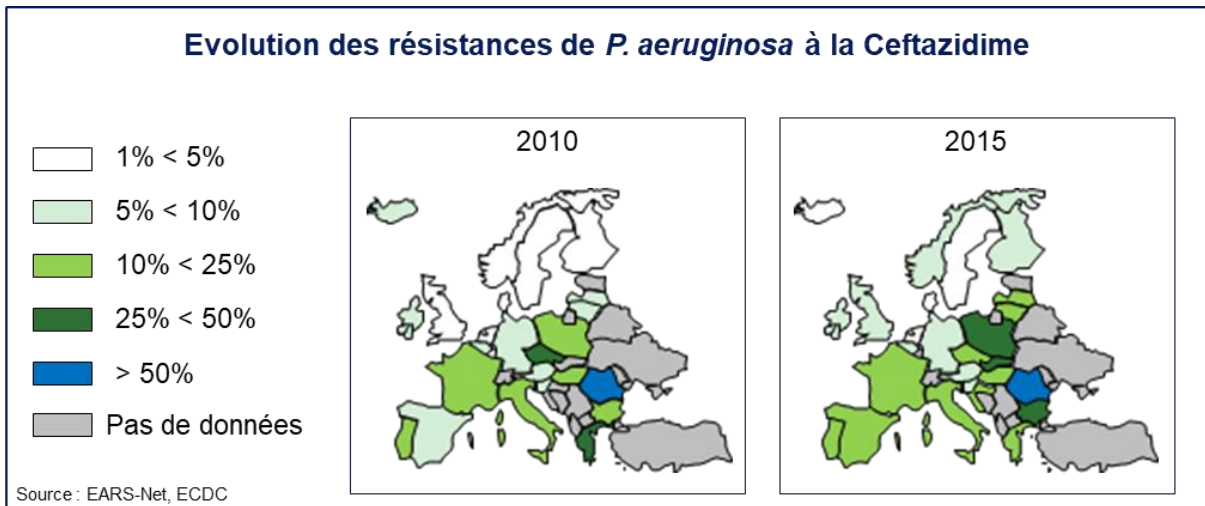 Evolution des résistances de P. aeruginosa à la Ceftazidime
1% < 5%
5% < 10%
10% < 25%
25% < 50%
> 50%
Pas de données
2010
2015
Source : EARS-Net, ECDC